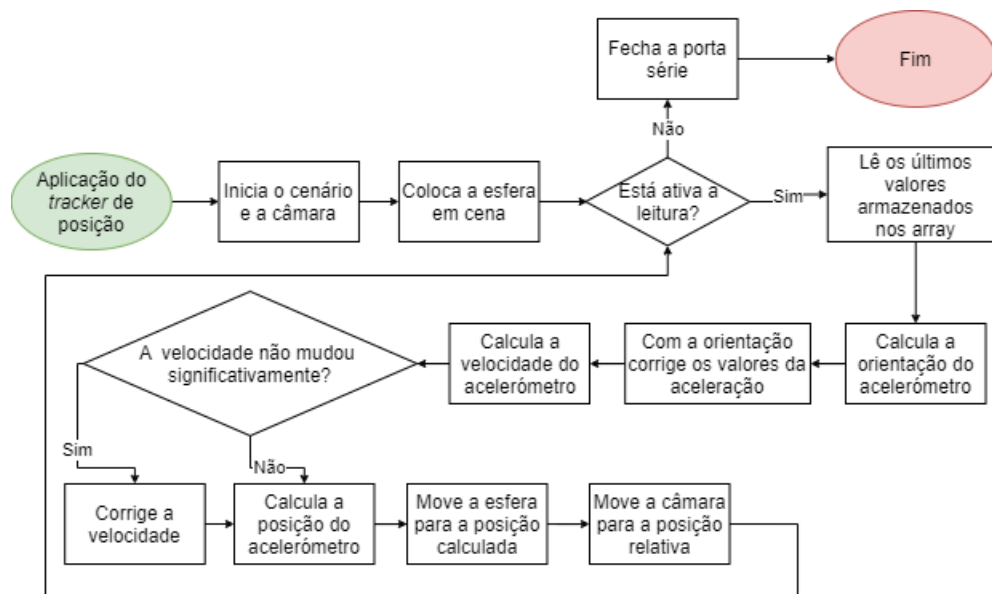 Fecha a porta
série
Fim
Não
Aplicação do
tracker de
posição
Inicia o cenário
e a câmara
Coloca a esfera
em cena
Está ativa a
leitura?
Sim
Lê os últimos
valores
armazenados
nos array
A velocidade não mudou
significativamente?
Calcula a
velocidade do
acelerómetro
Com a orientação
corrige os valores da
aceleração
Calcula a
orientação do
acelerómetro
Sim
Não
Corrige a
velocidade
Calcula a
posição do
acelerómetro
Move a esfera
para a posição
calculada
Move a câmara
para a posição
relativa